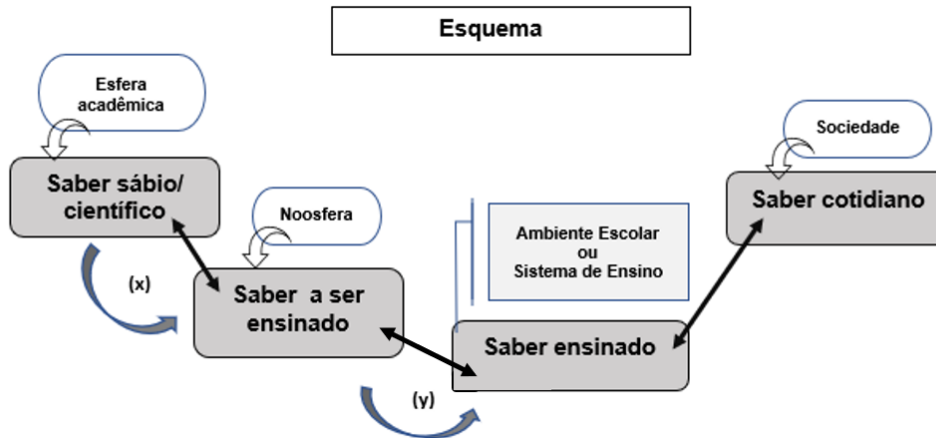 Esquema
Esfera
acadêmica
Saber sábio/
científico
(x)
Noosfera
Saber a ser
ensinado
(y)
Ambiente Escolar
ou
Sistema de Ensino
Saber ensinado
Sociedade
Saber cotidiano